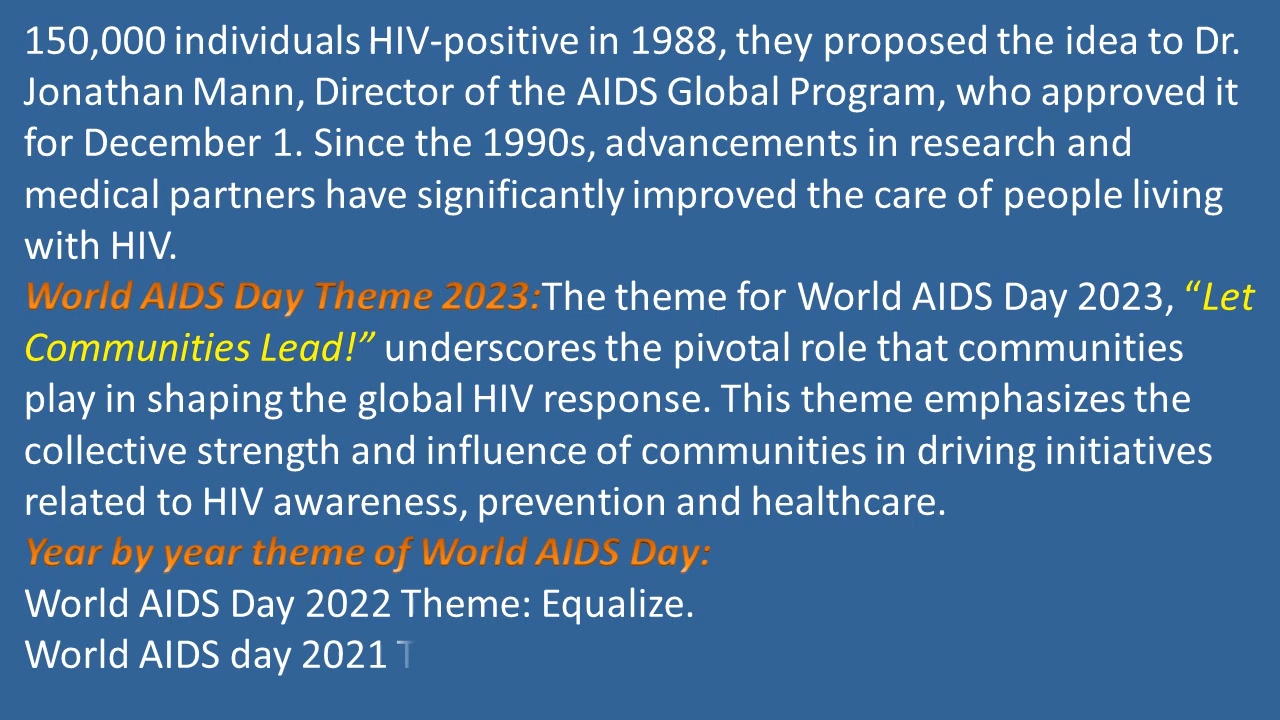 150,000 individuals HIV-positive in 1988, they proposed the idea to Dr.
Jonathan Mann, Director of the AIDS Global Program, who approved it
for December 1. Since the 1990s, advancements in research and
medical partners have significantly improved the care of people living
with HIV.
World AIDS Day Theme 2023:The theme for World AIDS Day 2023, “Let
Communities Lead!” underscores the pivotal role that communities
play in shaping the global HIV response. This theme emphasizes the
collective strength and influence of communities in driving initiatives
related to HIV awareness, prevention and healthcare.
Year by year theme of World AIDS Day:
World AIDS Day 2022 Theme: Equalize.
World AIDS day 2021 T